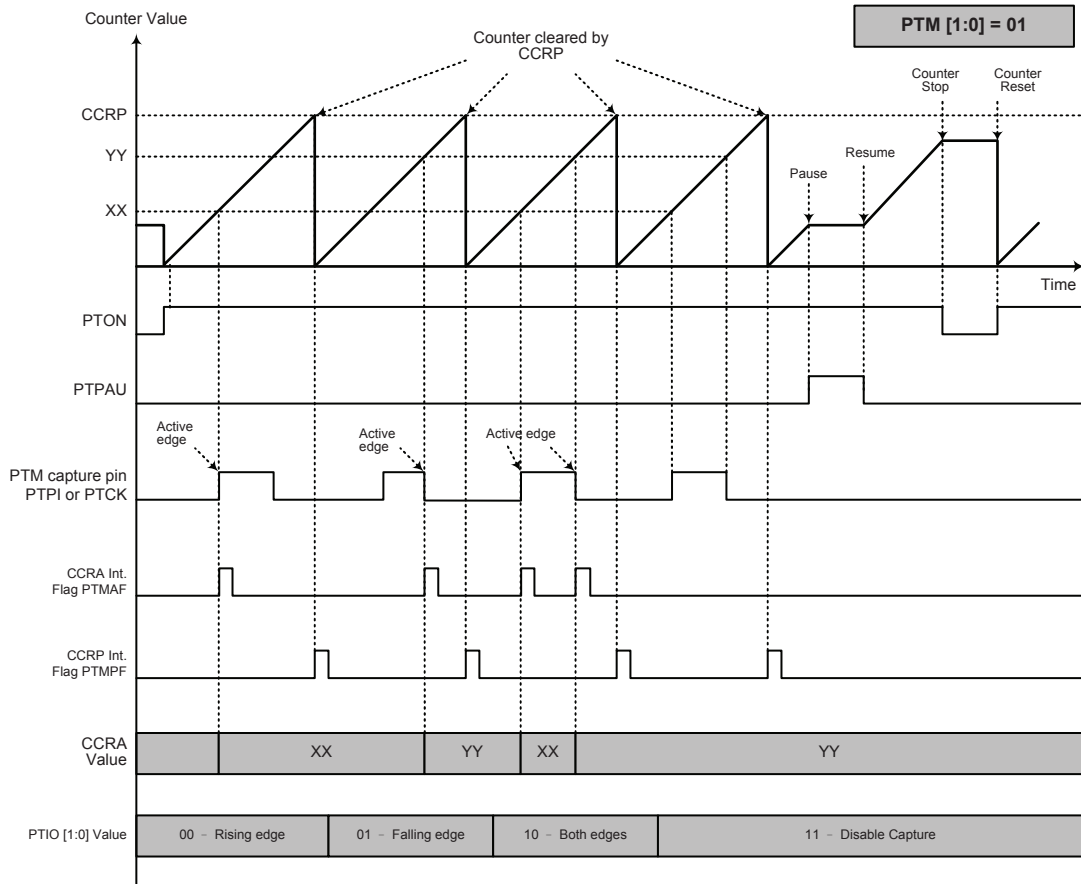 Counter Value
PTM [1:0] = 01
Counter cleared by
CCRP
Counter
Stop
Counter
Reset
CCRP
YY
Resume
Pause
XX
Time
PTON
PTPAU
Active
edge
Active
edge
Active edge
PTM capture pin
PTPI or PTCK
CCRA Int.
Flag PTMAF
CCRP Int.
Flag PTMPF
CCRA
Value
XX
YY
XX
YY
PTIO [1:0] Value
00 – Rising edge
01 – Falling edge
10 – Both edges
11 – Disable Capture